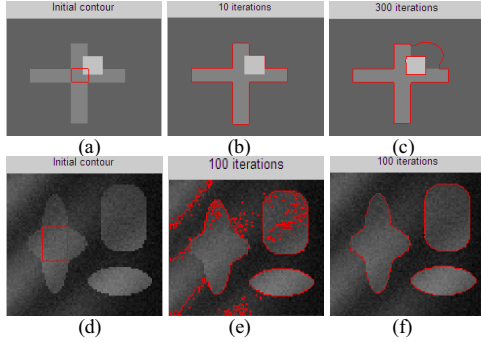 Initial contour
10 iterations
300 iterations
(a)
(b)
(c)
Initial contour
100 iterations
100 iterations
(d)
(e)
(f)